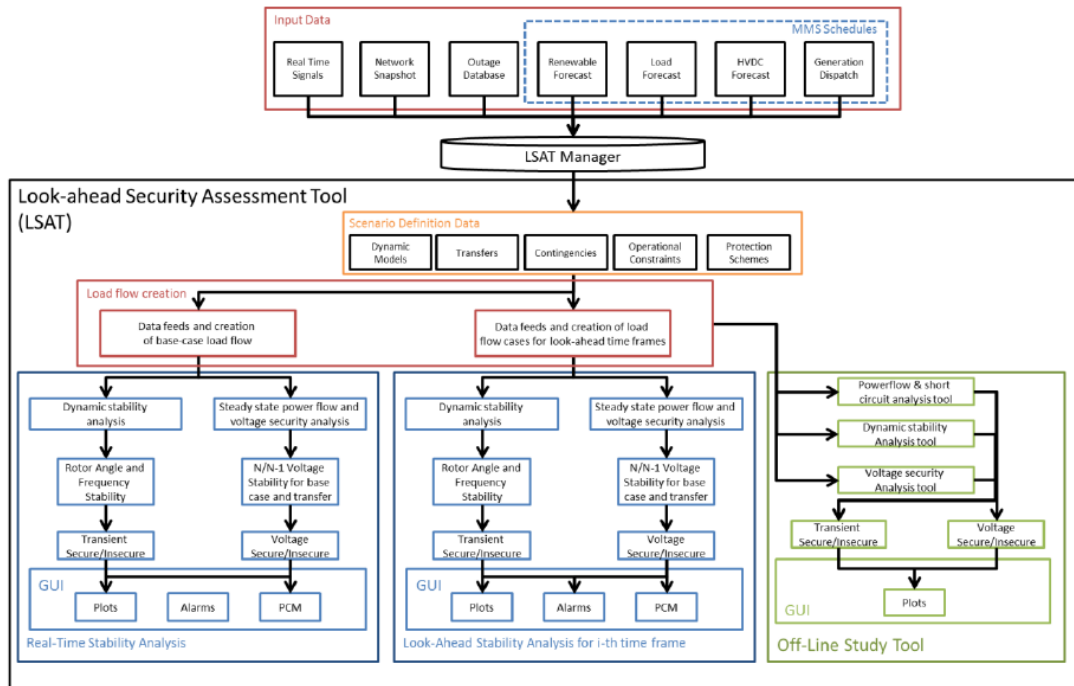 Input Data
MMS Schedules
Real Time
Signals
Network
Snapshot
Outage
Database
Renewable
Forecast
Load
Forecast
HVDC
Forecast
Generation
Dispatch
LSAT Manager
Look-ahead Security Assessment Tool
(LSAT)
Scenario Definition Data
Dynamic
Models
Transfers
Contingencies
Operational
Constraints
Protection
Schemes
Load flow creation
Data feeds and creation
of base-case load flow
Data feeds and creation of load
flow cases for look-ahead time frames
Dynamic stability
analysis
Steady state power flow and
voltage security analysis
Rotor Angle and
Frequency
Stability
N/N-1 Voltage
Stability for base
case and transfer
Transient
Secure/Insecure
Voltage
Secure/Insecure
GUI
Plots
Alarms
PCM
Real-Time Stability Analysis
Dynamic stability
analysis
Steady state power flow and
voltage security analysis
Rotor Angle and
Frequency
Stability
N/N-1 Voltage
Stability for base
case and transfer
Transient
Secure/Insecure
Voltage
Secure/Insecure
GUI
Plots
Alarms
PCM
Look-Ahead Stability Analysis for i-th time frame
Powerflow & short
circuit analysis tool
Dynamic stability
Analysis tool
Voltage security
Analysis tool
Transient
Secure/Insecure
Voltage
Secure/Insecure
GUI
Plots
Off-Line Study Tool